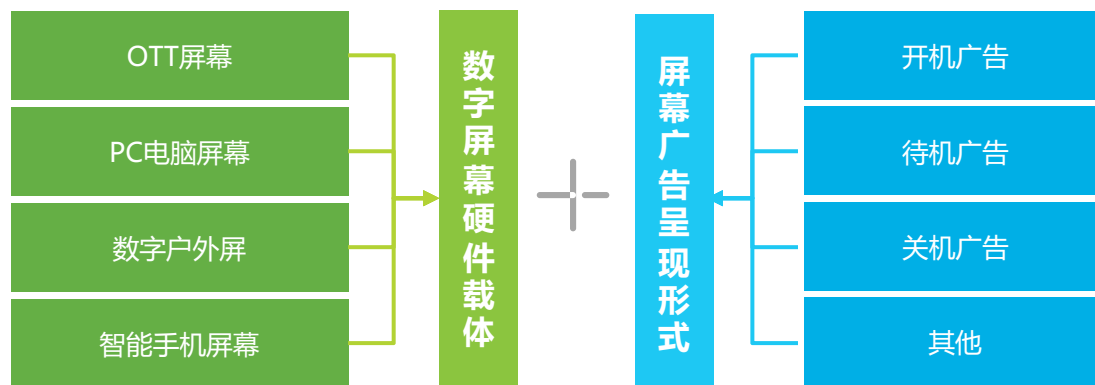 OTT屏幕
PC电脑屏幕
数字户外屏
智能手机屏幕
数字屏幕硬件载体
屏幕广告呈现形式
开机广告
待机广告
关机广告
其他